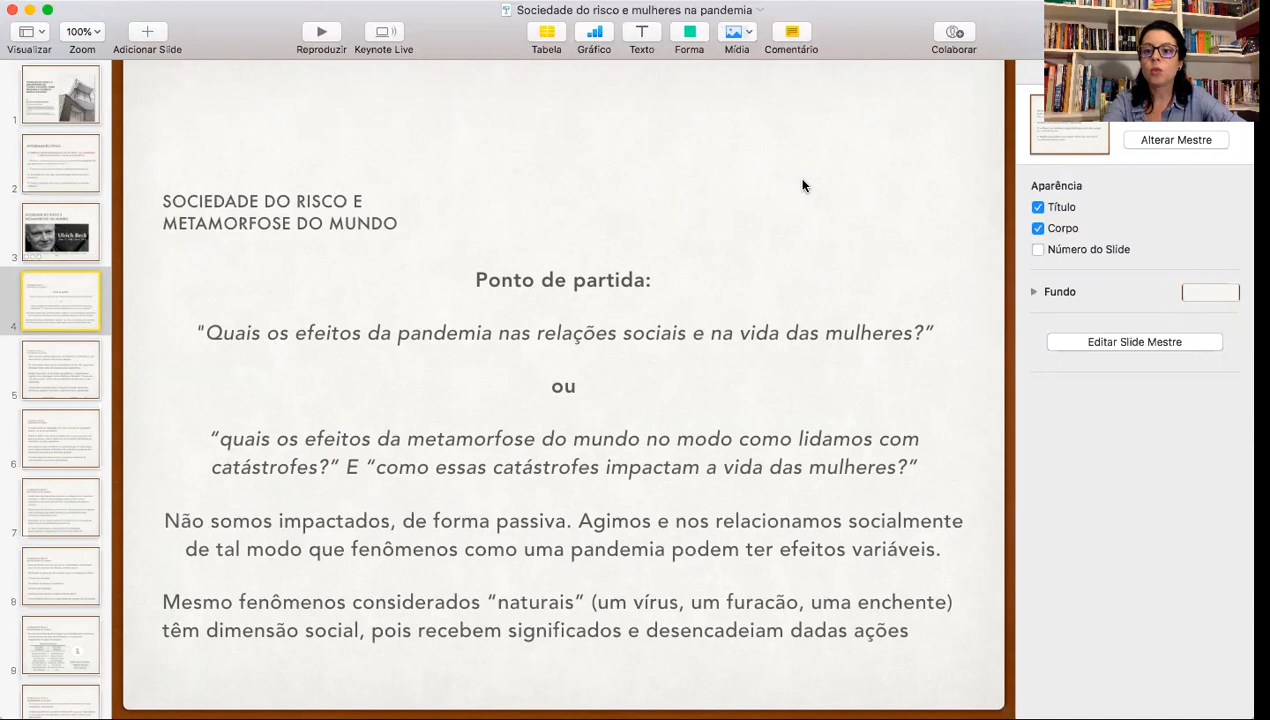 Sociedade do risco e mulheres na pandemia
100%
Visualizar Zoom Adicionar Slide Reproduzir Keynote Live Tabela Gráfico Texto Forma Mídia Comentário Colaborar
1
2
3
4
5
6
7
8
9
SOCIEDADE DO RISCO E
METAMORFOSE DO MUNDO
Ponto de partida:
"Quais os efeitos da pandemia nas relações sociais e na vida das mulheres?”
ou
“quais os efeitos da metamorfose do mundo no modo como lidamos com
catástrofes?” E “como essas catástrofes impactam a vida das mulheres?”
Não somos impactados, de forma passiva. Agimos e nos relacionamos socialmente
de tal modo que fenômenos como uma pandemia podem ter efeitos variáveis.
Mesmo fenômenos considerados “naturais” (um vírus, um furacão, uma enchente)
têm dimensão social, pois recebem significados e desencadeiam dadas ações
Alterar Mestre
Aparência
Título
Corpo
Número do Slide
Fundo
Editar Slide Mestre